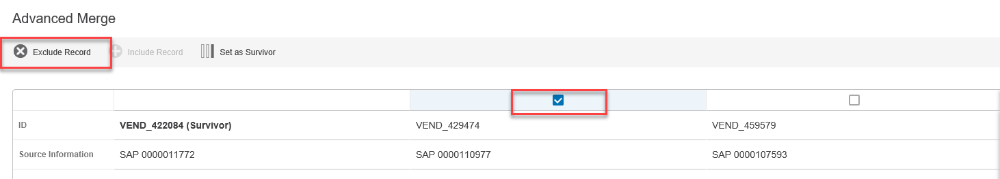 Advanced Merge
Exclude Record Include Record Set as Survivor
ID VEND_422084 (Survivor) VEND_429474 VEND_459579
Source Information SAP 0000011772 SAP 0000110977 SAP 0000107593